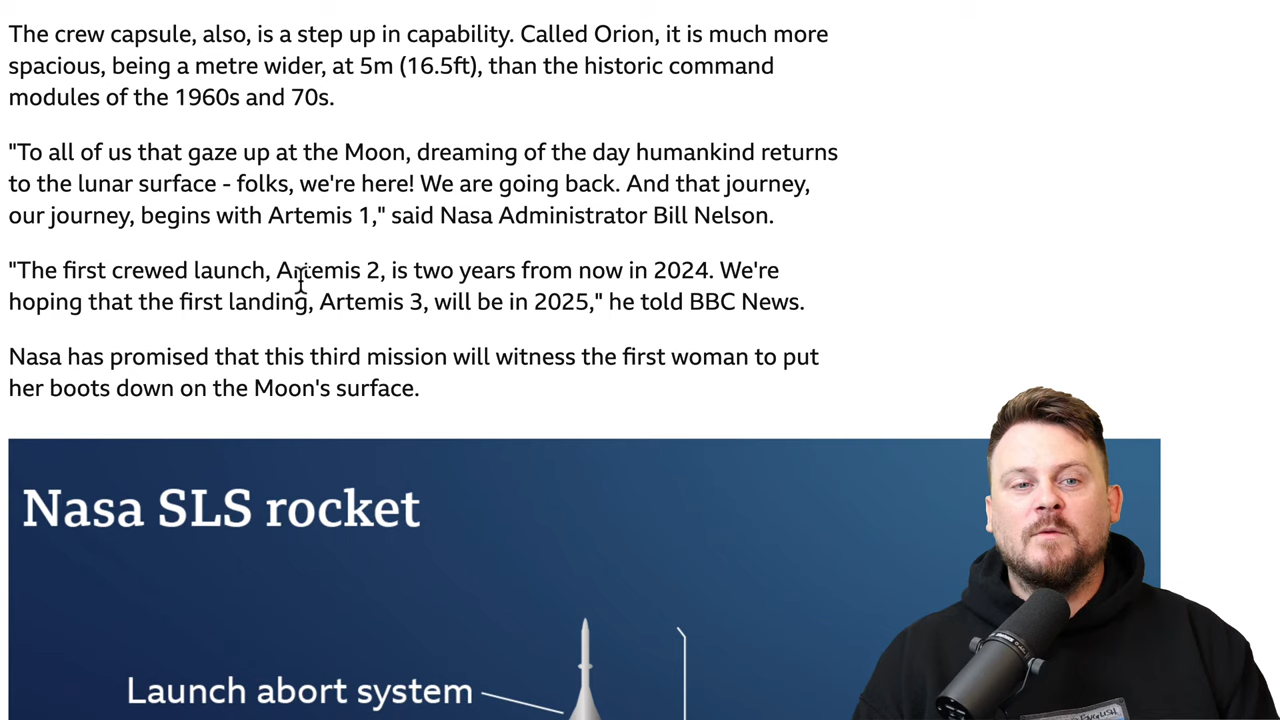 The crew capsule, also, is a step up in capability. Called Orion, it is much more
spacious, being a metre wider, at 5m (16.5ft), than the historic command
modules of the 1960s and 70s.
"To all of us that gaze up at the Moon, dreaming of the day humankind returns
to the lunar surface - folks, we're here! We are going back. And that journey,
our journey, begins with Artemis 1," said Nasa Administrator Bill Nelson.
"The first crewed launch, Artemis 2, is two years from now in 2024. We're
hoping that the first landing, Artemis 3, will be in 2025," he told BBC News.
Nasa has promised that this third mission will witness the first woman to put
her boots down on the Moon's surface.
Nasa SLS rocket
Launch abort system